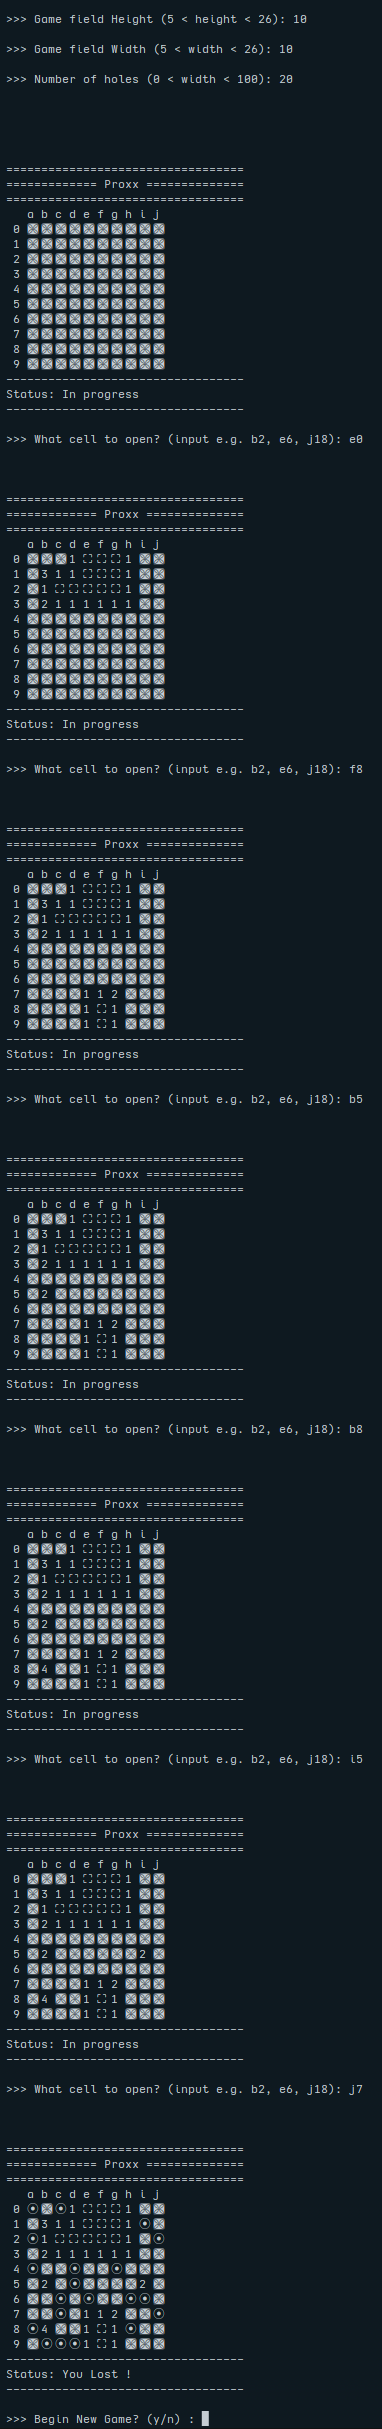 >>> Game field Height (5 < height < 26): 10
>>> Game field Width (5 < width < 26): 10
>>> Number of holes (0 < width < 100): 20
==================================
============= Proxx ==============
==================================
a b c d e f g h i j
0
1
2
3
4
5
6
7
8
9
----------------------------------
Status: In progress
----------------------------------
>>> What cell to open? (input e.g. b2, e6, j18): e0
==================================
============= Proxx ==============
==================================
a b c d e f g h i j
0 1 1
1 3 1 1 1
2 1 1
3 2 1 1 1 1 1 1
4
5
6
7
8
9
----------------------------------
Status: In progress
----------------------------------
>>> What cell to open? (input e.g. b2, e6, j18): f8
==================================
============= Proxx ==============
==================================
a b c d e f g h i j
0 1 1
1 3 1 1 1
2 1 1
3 2 1 1 1 1 1 1
4
5
6
7 1 1 2
8 1 1
9 1 1
----------------------------------
Status: In progress
----------------------------------
>>> What cell to open? (input e.g. b2, e6, j18): b5
==================================
============= Proxx ==============
==================================
a b c d e f g h i j
0 1 1
1 3 1 1 1
2 1 1
3 2 1 1 1 1 1 1
4
5 2
6
7 1 1 2
8 1 1
9 1 1
----------------------------------
Status: In progress
----------------------------------
>>> What cell to open? (input e.g. b2, e6, j18): b8
==================================
============= Proxx ==============
==================================
a b c d e f g h i j
0 1 1
1 3 1 1 1
2 1 1
3 2 1 1 1 1 1 1
4
5 2
6
7 1 1 2
8 4 1 1
9 1 1
----------------------------------
Status: In progress
----------------------------------
>>> What cell to open? (input e.g. b2, e6, j18): i5
==================================
============= Proxx ==============
==================================
a b c d e f g h i j
0 1 1
1 3 1 1 1
2 1 1
3 2 1 1 1 1 1 1
4
5 2 2
6
7 1 1 2
8 4 1 1
9 1 1
----------------------------------
Status: In progress
----------------------------------
>>> What cell to open? (input e.g. b2, e6, j18): j7
==================================
============= Proxx ==============
==================================
a b c d e f g h i j
0 1 1
1 3 1 1 1
2 1 1
3 2 1 1 1 1 1 1
4
5 2 2
6
7 1 1 2
8 4 1 1
9 1 1
----------------------------------
Status: You Lost !
----------------------------------
>>> Begin New Game? (y/n) :